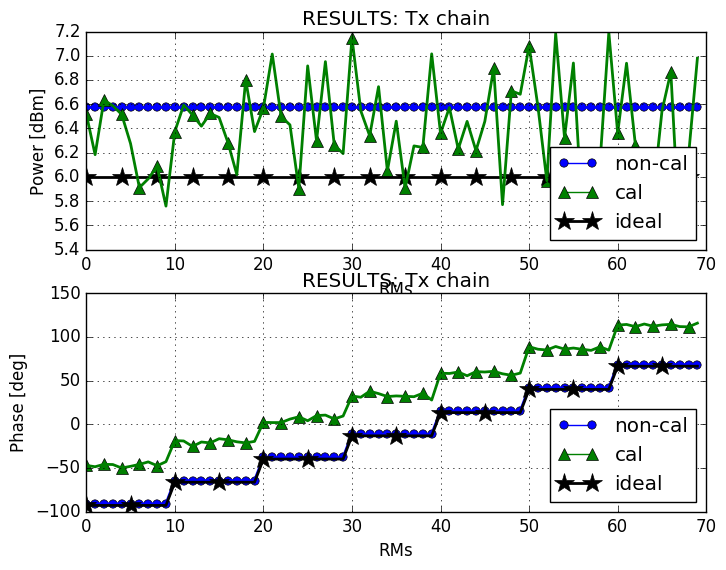 RESULTS: Tx chain
7.2
7.0
6.8
6.6
6.4
6.2
6.0
5.8
5.6
5.4
Power [dBm]
non-cal
cal
ideal
0 10 20 30 40 50 60 70
RMs
RESULTS: Tx chain
150
100
50
0
−50
−100
Phase [deg]
non-cal
cal
ideal
0 10 20 30 40 50 60 70
RMs